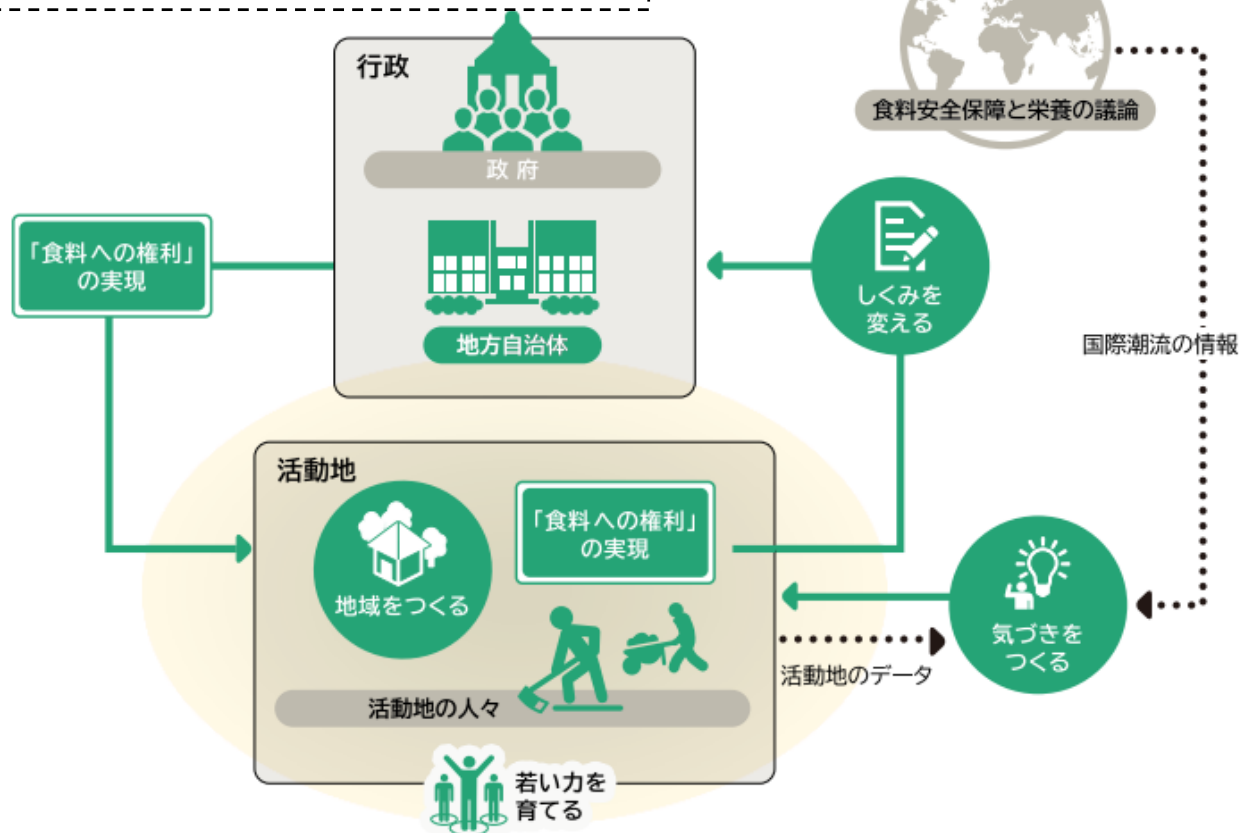 行政
政府
地方自治体
食料安全保障と栄養の議論
「食料への権利」
の実現
しくみを
変える
国際潮流の情報
活動地
地域をつくる
「食料への権利」
の実現
活動地の人々
気づきを
つくる
活動地のデータ
若い力を
育てる